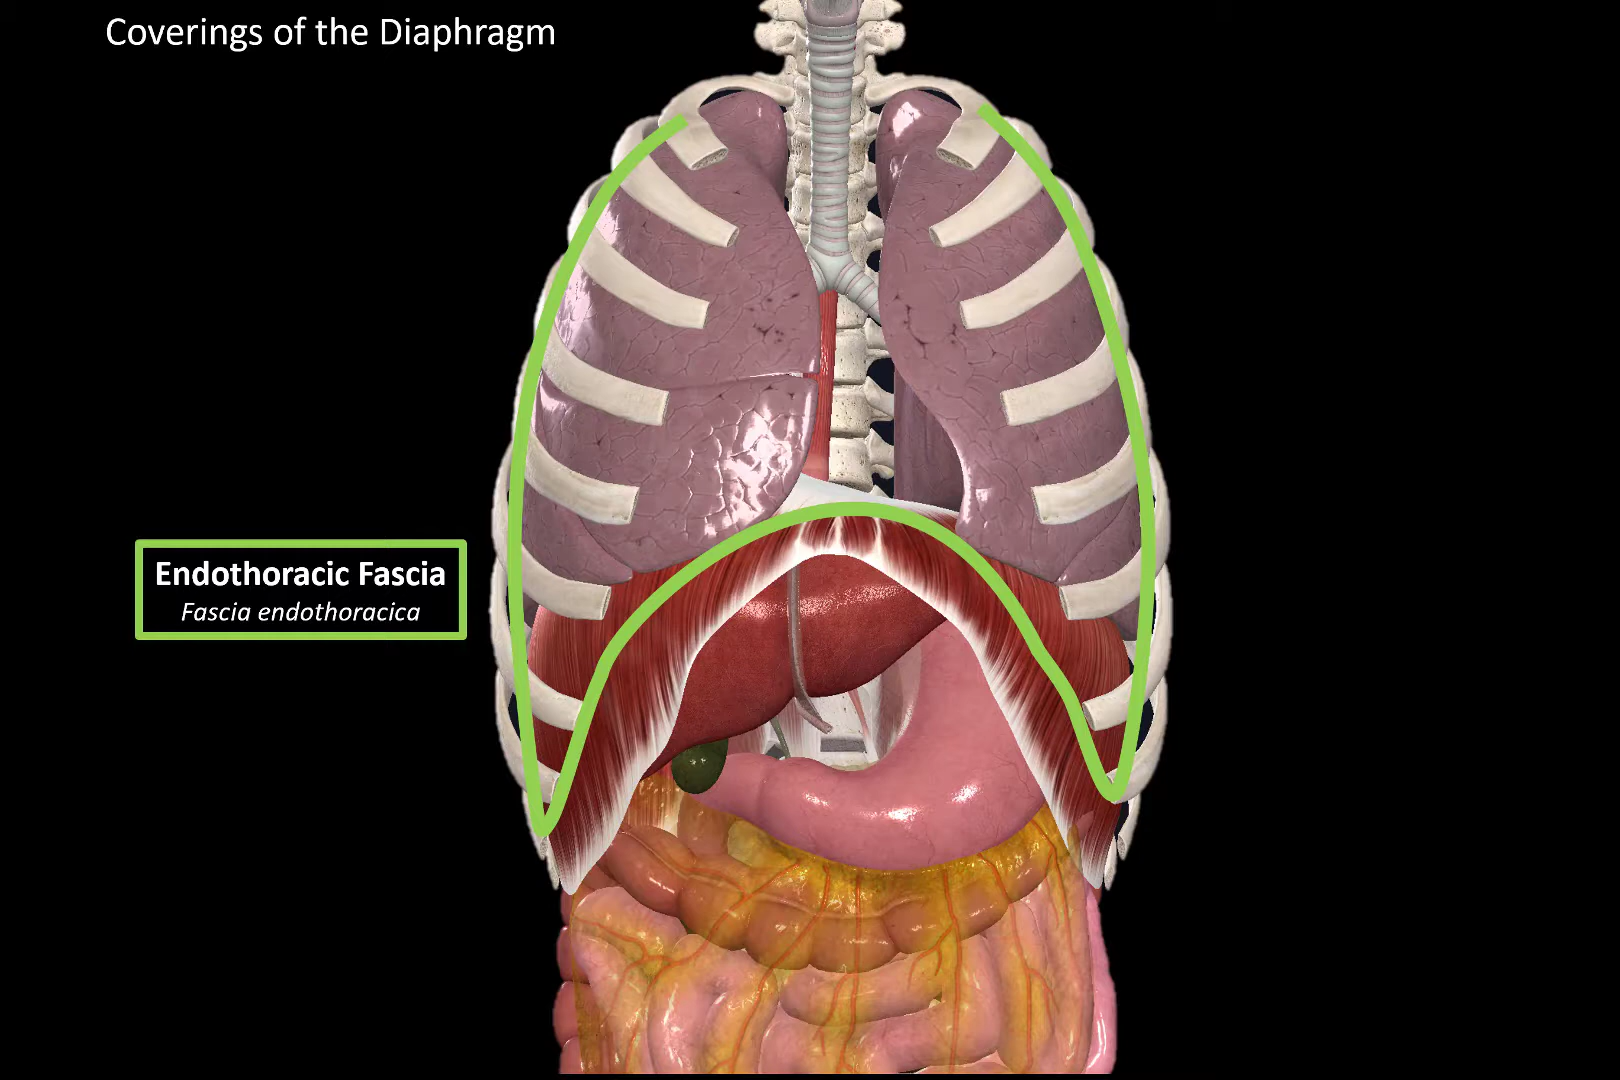 Coverings of the Diaphragm
Endothoracic Fascia
Fascia endothoracica